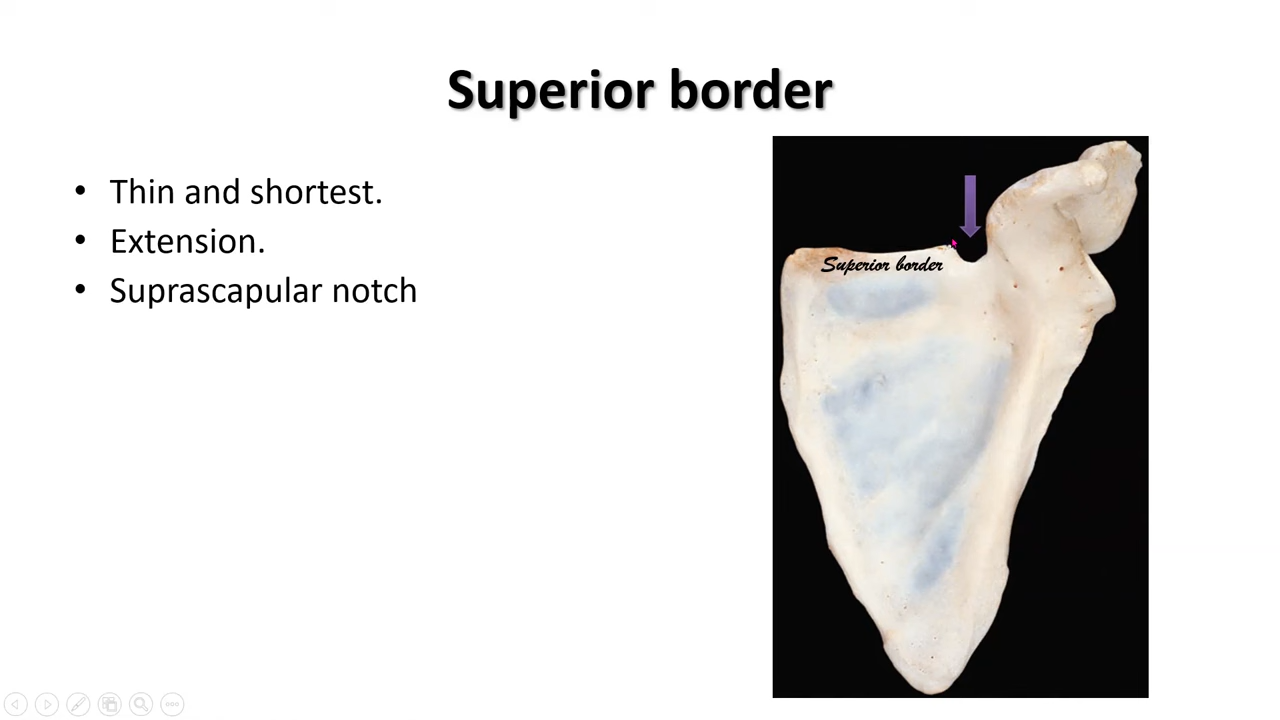 Superior border
• Thin and shortest.
• Extension.
• Suprascapular notch
Superior border